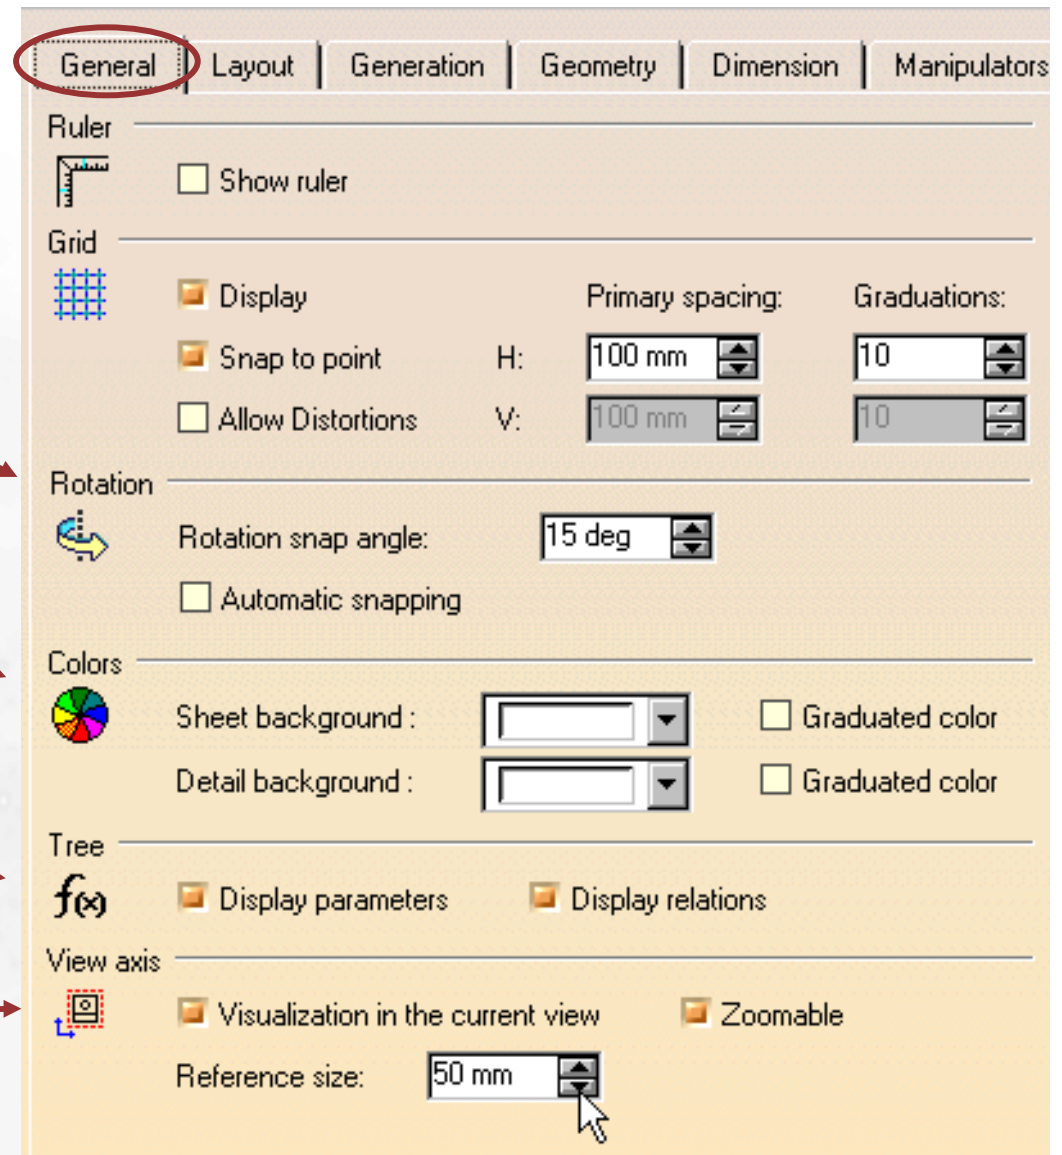 General Layout Generation Geometry Dimension Manipulators
Ruler
Show ruler
Grid
Display Primary spacing: Graduations:
Snap to point H: 100 mm 10
Allow Distortions V: 100 mm 10
Rotation
Rotation snap angle: 15 deg
Automatic snapping
Colors
Sheet background : Graduated color
Detail background : Graduated color
Tree
f(x) Display parameters Display relations
View axis
Visualization in the current view Zoomable
Reference size: 50 mm